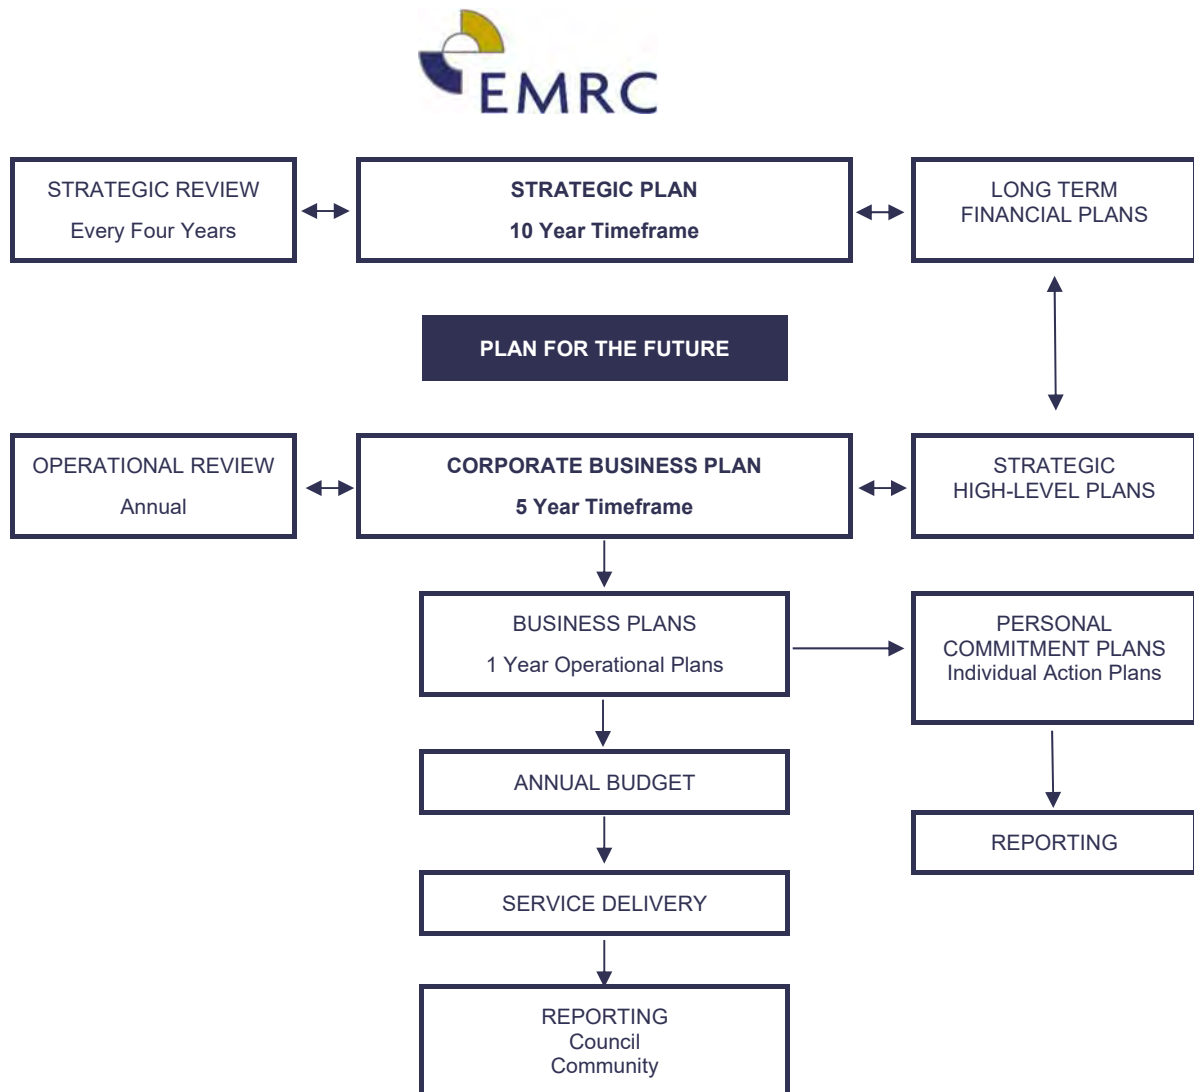 EMRC
STRATEGIC REVIEW
Every Four Years
STRATEGIC PLAN
10 Year Timeframe
LONG TERM
FINANCIAL PLANS
PLAN FOR THE FUTURE
OPERATIONAL REVIEW
Annual
CORPORATE BUSINESS PLAN
5 Year Timeframe
STRATEGIC
HIGH-LEVEL PLANS
BUSINESS PLANS
1 Year Operational Plans
PERSONAL
COMMITMENT PLANS
Individual Action Plans
ANNUAL BUDGET
REPORTING
SERVICE DELIVERY
REPORTING
Council
Community